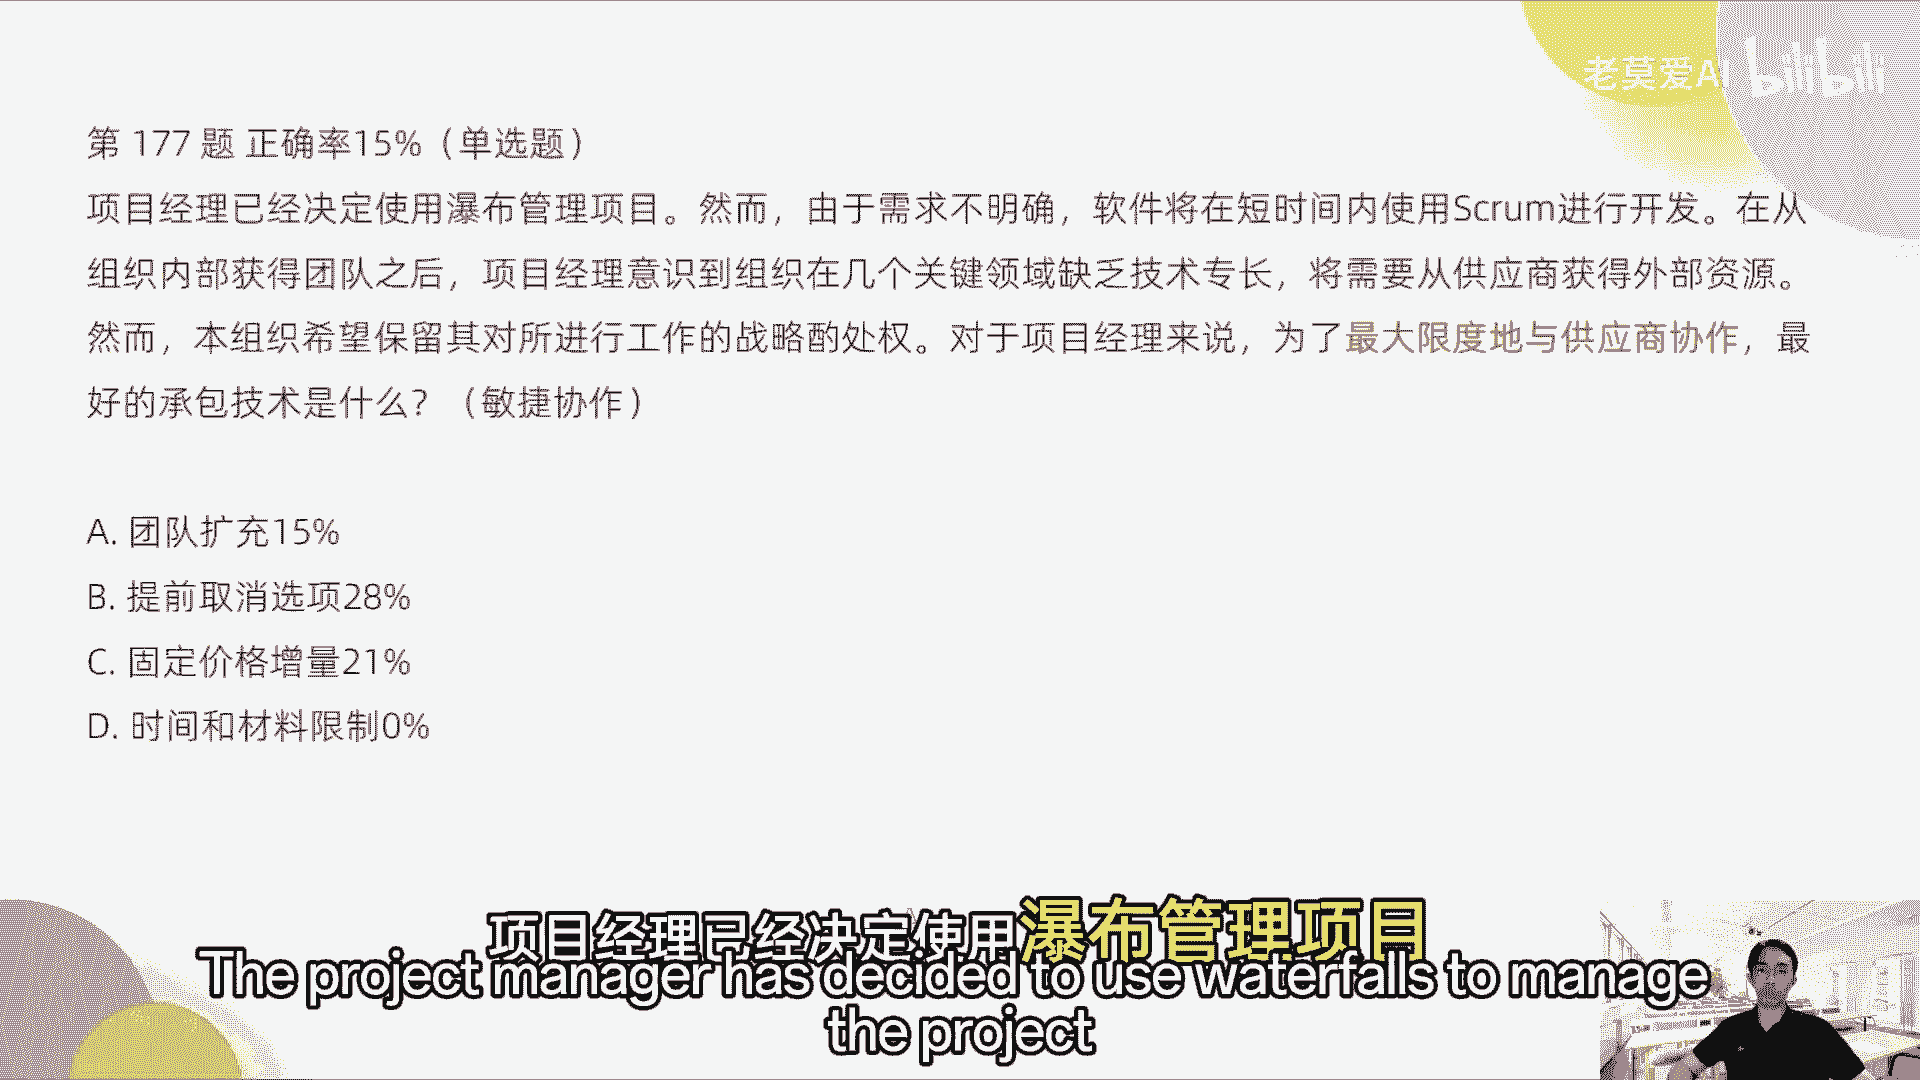 老莫爱AI bilibili
第 177 题 正确率15%（单选题）
项目经理已经决定使用瀑布管理项目。然而，由于需求不明确，软件将在短时间内使用Scrum进行开发。在从
组织内部获得团队之后，项目经理意识到组织在几个关键领域缺乏技术专长，将需要从供应商获得外部资源。
然而，本组织希望保留其对所进行工作的战略酌处权。对于项目经理来说，为了最大限度地与供应商协作，最
好的承包技术是什么？（敏捷协作）
A. 团队扩充15%
B. 提前取消选项28%
C. 固定价格增量21%
D. 时间和材料限制0%
项目经理已经决定使用瀑布管理项目
The project manager has decided to use waterfalls to manage
the project